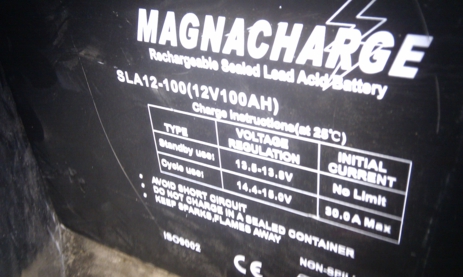 MAGNACHARGE
Rechargeable Sealed Lead Acid Battery
SLA12-100(12V100AH)
Charge Instructions(at 25℃)
TYPE VOLTAGE REGULATION INITIAL CURRENT
Standby use: 13.5-13.8V No Limit
Cycle use: 14.4-15.0V 30.0A Max
• AVOID SHORT CIRCUIT
• DO NOT CHARGE IN A SEALED CONTAINER
• KEEP SPARKS,FLAMES AWAY
ISO9002
CE